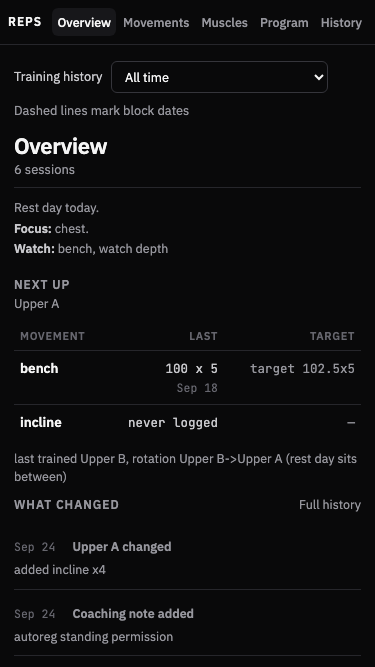 REPS Overview Movements Muscles Program History
Training history All time
Dashed lines mark block dates
Overview
6 sessions
Rest day today.
Focus: chest.
Watch: bench, watch depth
NEXT UP
Upper A
MOVEMENT LAST TARGET
bench 100 x 5 target 102.5x5
Sep 18
incline never logged —
last trained Upper B, rotation Upper B->Upper A (rest day sits
between)
WHAT CHANGED Full history
Sep 24 Upper A changed
added incline x4
Sep 24 Coaching note added
autoreg standing permission